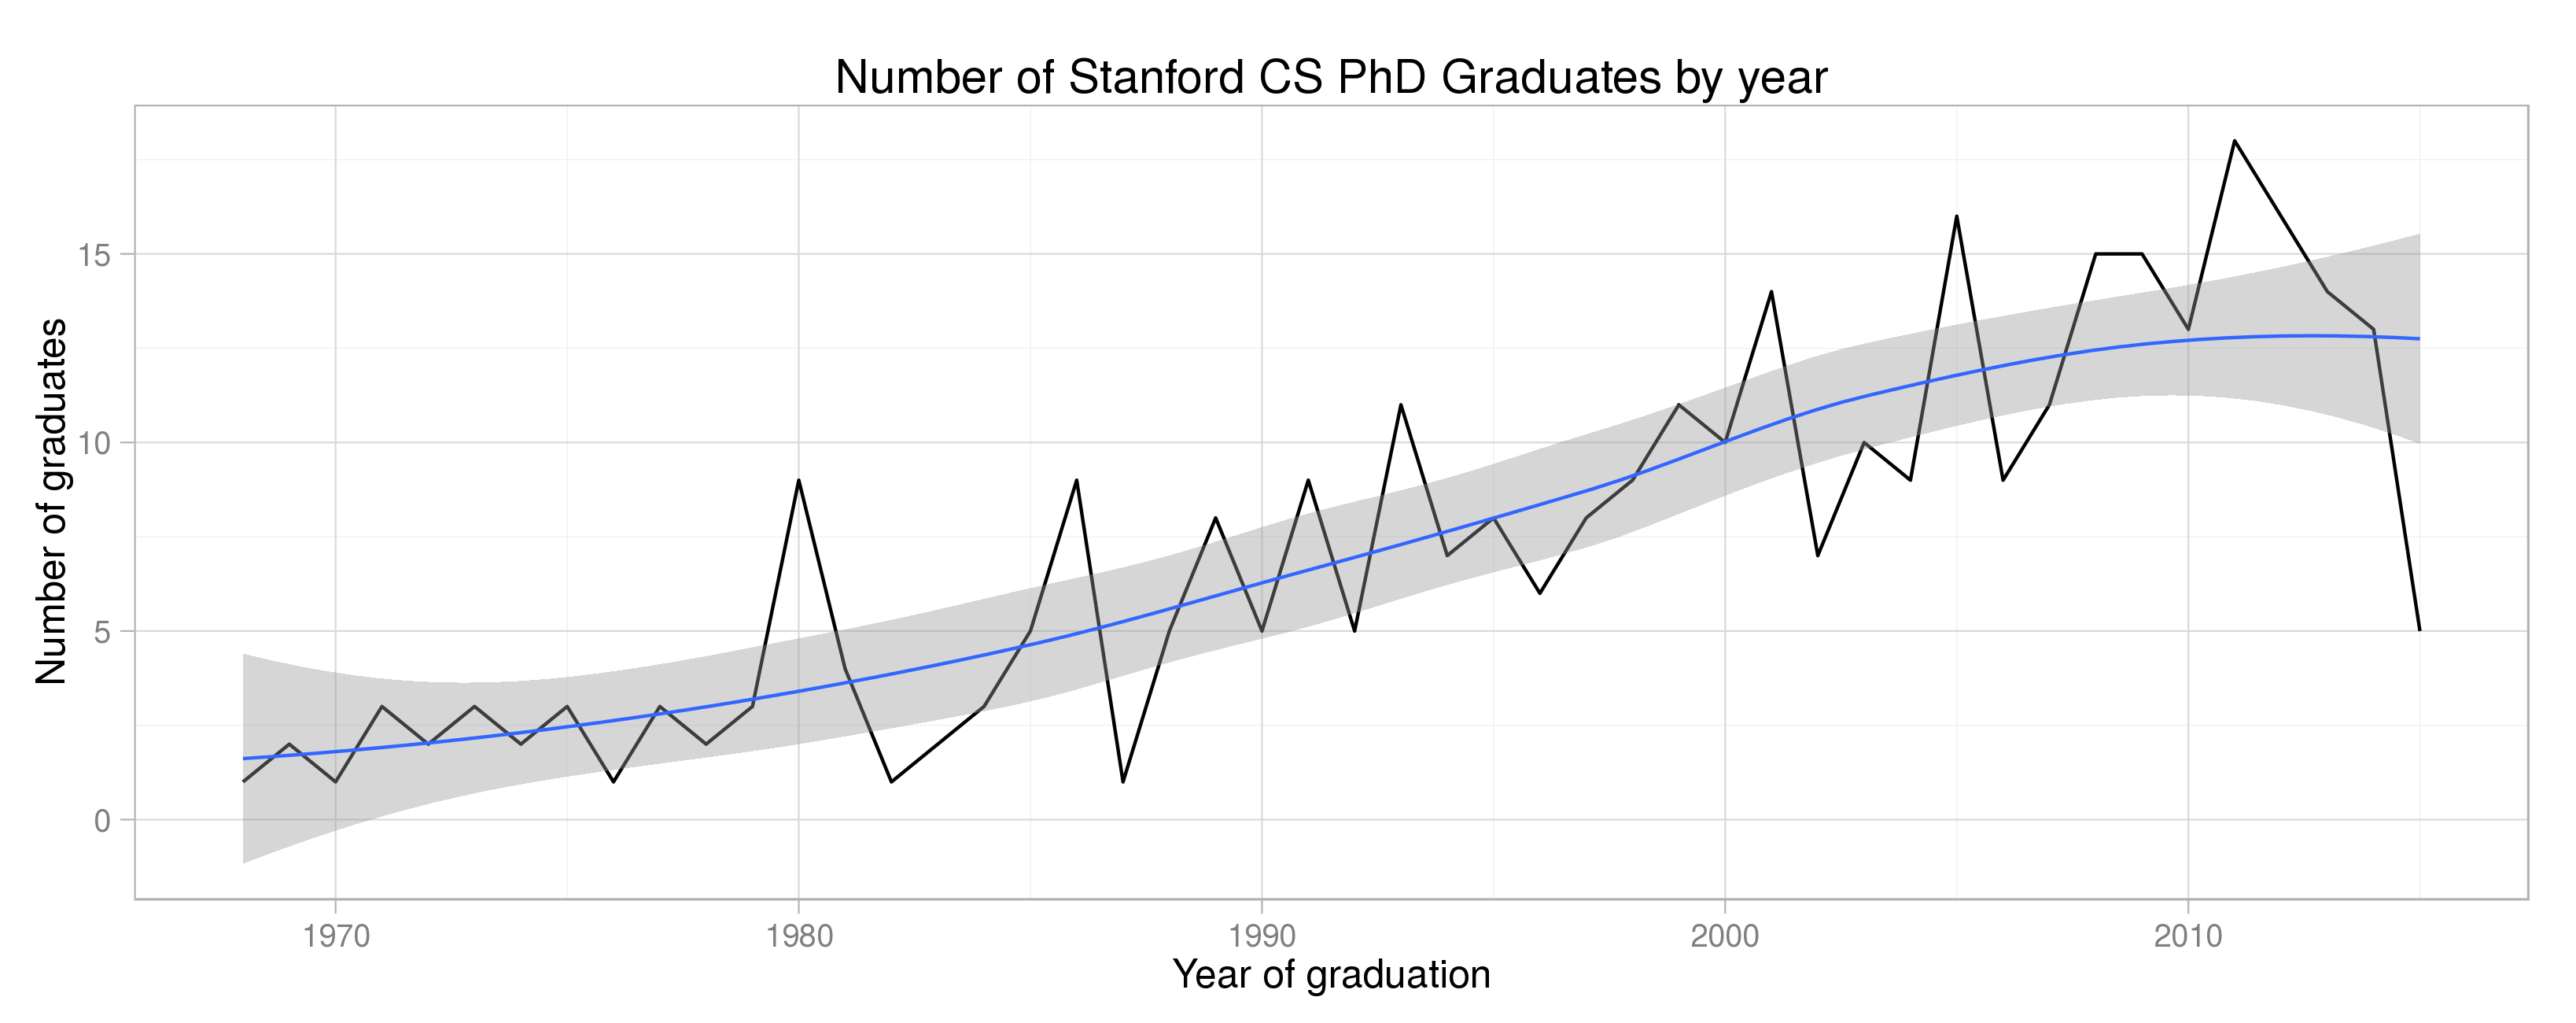 Number of Stanford CS PhD Graduates by year
Number of graduates
15
10
5
0
1970 1980 1990 2000 2010
Year of graduation